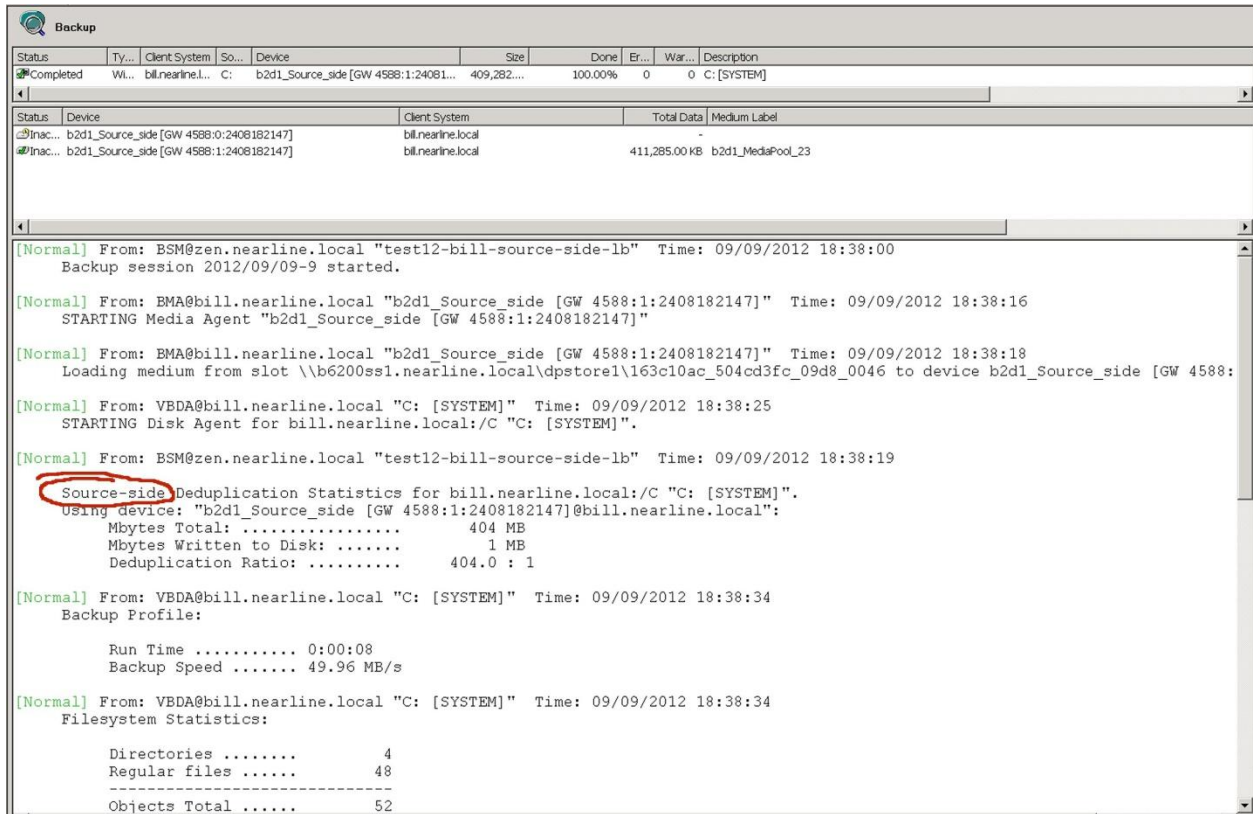 Backup
Status Ty... Client System So... Device Size Done Er... War... Description
Completed Wi... bill.nearline.l... C: b2d1_Source_side [GW 4588:1:24081... 409,282.... 100.00% 0 0 C: [SYSTEM]
Status Device Client System Total Data Medium Label
Inac... b2d1_Source_side [GW 4588:0:2408182147] bill.nearline.local -
Inac... b2d1_Source_side [GW 4588:1:2408182147] bill.nearline.local 411,285.00 KB b2d1_MediaPool_23
[Normal] From: BSM@zen.nearline.local "test12-bill-source-side-lb" Time: 09/09/2012 18:38:00
Backup session 2012/09/09-9 started.
[Normal] From: BMA@bill.nearline.local "b2d1_Source_side [GW 4588:1:2408182147]" Time: 09/09/2012 18:38:16
STARTING Media Agent "b2d1_Source_side [GW 4588:1:2408182147]"
[Normal] From: BMA@bill.nearline.local "b2d1_Source_side [GW 4588:1:2408182147]" Time: 09/09/2012 18:38:18
Loading medium from slot \\b6200ss1.nearline.local\dpstore1\163c10ac_504cd3fc_09d8_0046 to device b2d1_Source_side [GW 4588:
[Normal] From: VBDA@bill.nearline.local "C: [SYSTEM]" Time: 09/09/2012 18:38:25
STARTING Disk Agent for bill.nearline.local:/C "C: [SYSTEM]".
[Normal] From: BSM@zen.nearline.local "test12-bill-source-side-lb" Time: 09/09/2012 18:38:19
Source-side Deduplication Statistics for bill.nearline.local:/C "C: [SYSTEM]".
Using device: "b2d1_Source_side [GW 4588:1:2408182147]@bill.nearline.local":
Mbytes Total: ................. 404 MB
Mbytes Written to Disk: ....... 1 MB
Deduplication Ratio: .......... 404.0 : 1
[Normal] From: VBDA@bill.nearline.local "C: [SYSTEM]" Time: 09/09/2012 18:38:34
Backup Profile:
Run Time ........... 0:00:08
Backup Speed ....... 49.96 MB/s
[Normal] From: VBDA@bill.nearline.local "C: [SYSTEM]" Time: 09/09/2012 18:38:34
Filesystem Statistics:
Directories ........ 4
Regular files ...... 48
------------------------------
Objects Total ...... 52